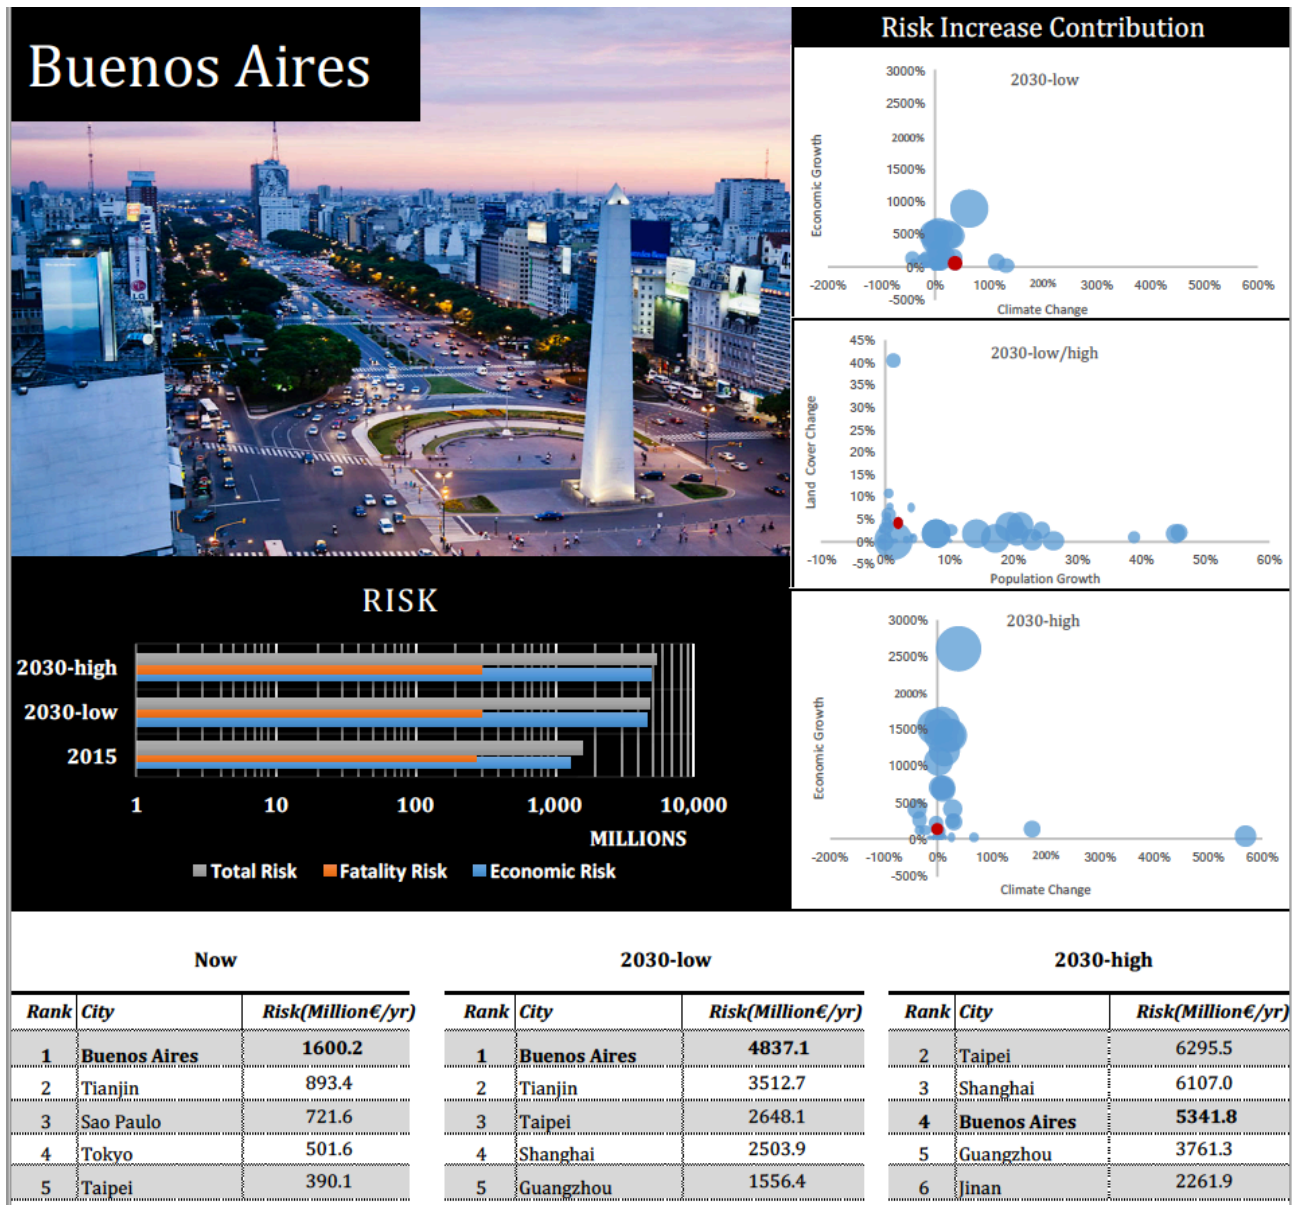 Buenos Aires
LG
Risk Increase Contribution
2030-low
3000%
2500%
2000%
1500%
1000%
500%
0%
-500%
Economic Growth
-200% -100% 0% 100% 200% 300% 400% 500% 600%
Climate Change
2030-low/high
45%
40%
35%
30%
25%
20%
15%
10%
5%
0%
-5%
Land Cover Change
-10% 0% 10% 20% 30% 40% 50% 60%
Population Growth
2030-high
3000%
2500%
2000%
1500%
1000%
500%
0%
-500%
Economic Growth
-200% -100% 0% 100% 200% 300% 400% 500% 600%
Climate Change
RISK
2030-high
2030-low
2015
1 10 100 1,000 10,000
MILLIONS
Total Risk Fatality Risk Economic Risk
Now
Rank City Risk(Million€/yr)
1 Buenos Aires 1600.2
2 Tianjin 893.4
3 Sao Paulo 721.6
4 Tokyo 501.6
5 Taipei 390.1
2030-low
Rank City Risk(Million€/yr)
1 Buenos Aires 4837.1
2 Tianjin 3512.7
3 Taipei 2648.1
4 Shanghai 2503.9
5 Guangzhou 1556.4
2030-high
Rank City Risk(Million€/yr)
2 Taipei 6295.5
3 Shanghai 6107.0
4 Buenos Aires 5341.8
5 Guangzhou 3761.3
6 Jinan 2261.9